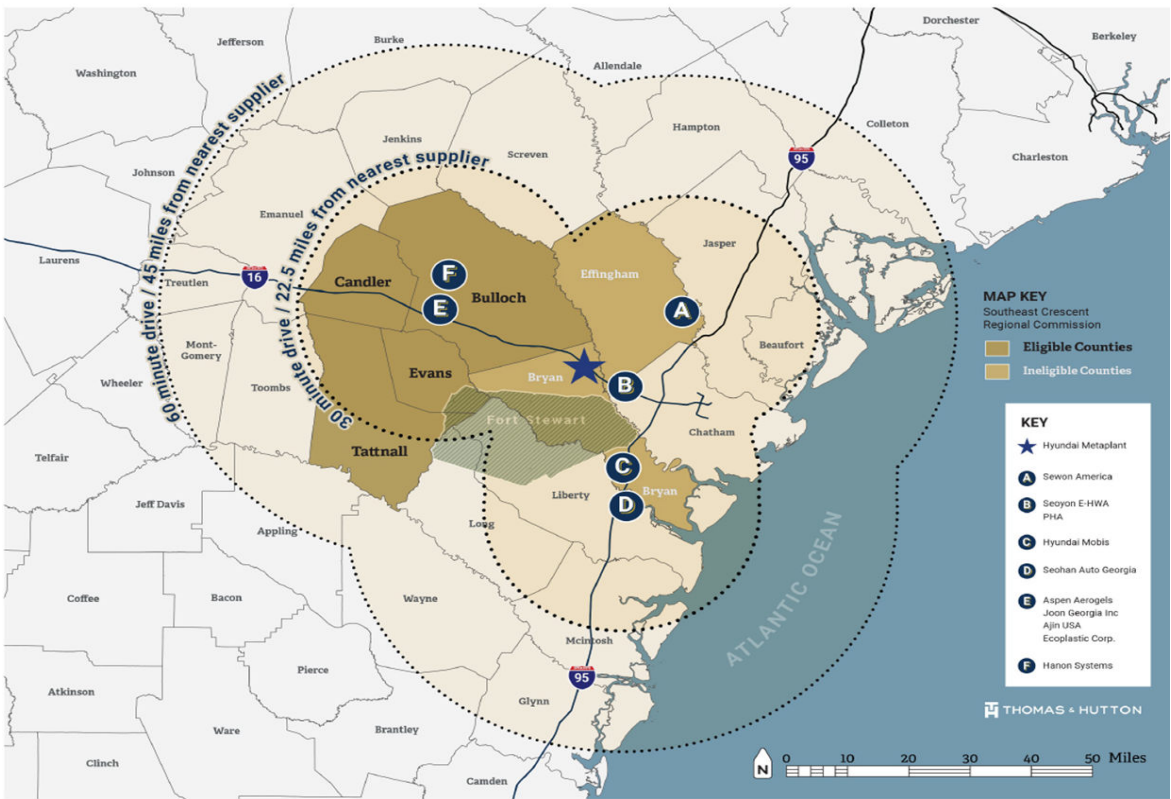 Dorchester
Berkeley
Burke
Jefferson
Washington
Allendale
Colleton
Hampton
95
Charleston
Jenkins
Screven
Johnson
60 minute drive / 45 miles from nearest supplier
30 minute drive / 22.5 miles from nearest supplier
Emanuel
Jasper
Laurens
16
Treutlen
Candler
F
E
Bulloch
Effingham
A
Beaufort
Mont-
Gomery
Wheeler
Toombs
Evans
Bryan
B
Fort Stewart
Chatham
Tattnall
C
Bryan
D
Liberty
Long
Telfair
Jeff Davis
Appling
ATLANTIC OCEAN
Coffee
Bacon
Wayne
Mcintosh
95
Pierce
Glynn
Atkinson
Ware
Brantley
Clinch
Camden
MAP KEY
Southeast Crescent
Regional Commission
Eligible Counties
Ineligible Counties
KEY
Hyundai Metaplant
A Sewon America
B Seoyon E-HWA
PHA
C Hyundai Mobis
D Seohan Auto Georgia
E Aspen Aerogels
Joon Georgia Inc
Ajin USA
Ecoplastic Corp.
F Hanon Systems
TH THOMAS & HUTTON
N
0 10 20 30 40 50 Miles